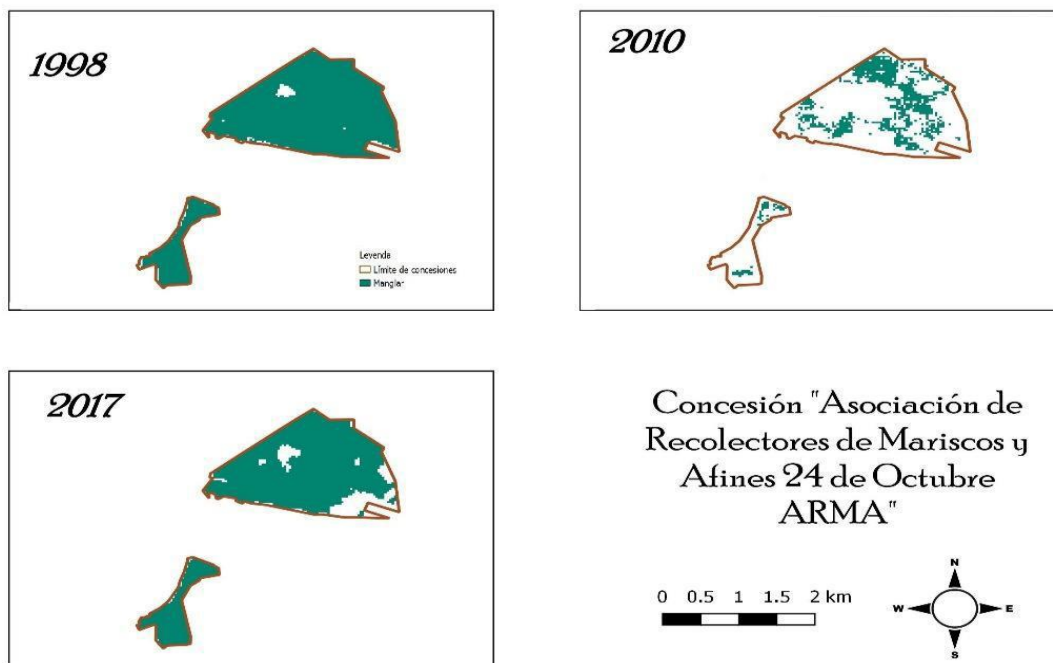 1998
Leyenda
Límite de concesiones
Manglar
2010
2017
Concesión "Asociación de
Recolectores de Mariscos y
Afines 24 de Octubre
ARMA"
0 0.5 1 1.5 2 km
N
W E
S